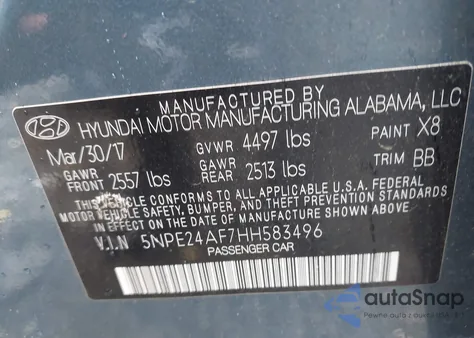 MANUFACTURED BY
HYUNDAI MOTOR MANUFACTURING ALABAMA, LLC
Mar/30/17 GVWR 4497 lbs PAINT X8
GAWR FRONT 2557 lbs GAWR REAR 2513 lbs TRIM BB
THIS VEHICLE CONFORMS TO ALL APPLICABLE U.S.A. FEDERAL
MOTOR VEHICLE SAFETY, BUMPER, AND THEFT PREVENTION STANDARDS
IN EFFECT ON THE DATE OF MANUFACTURE SHOWN ABOVE.
V.I.N 5NPE24AF7HH583496
PASSENGER CAR
autoSnap
Pewne auto z